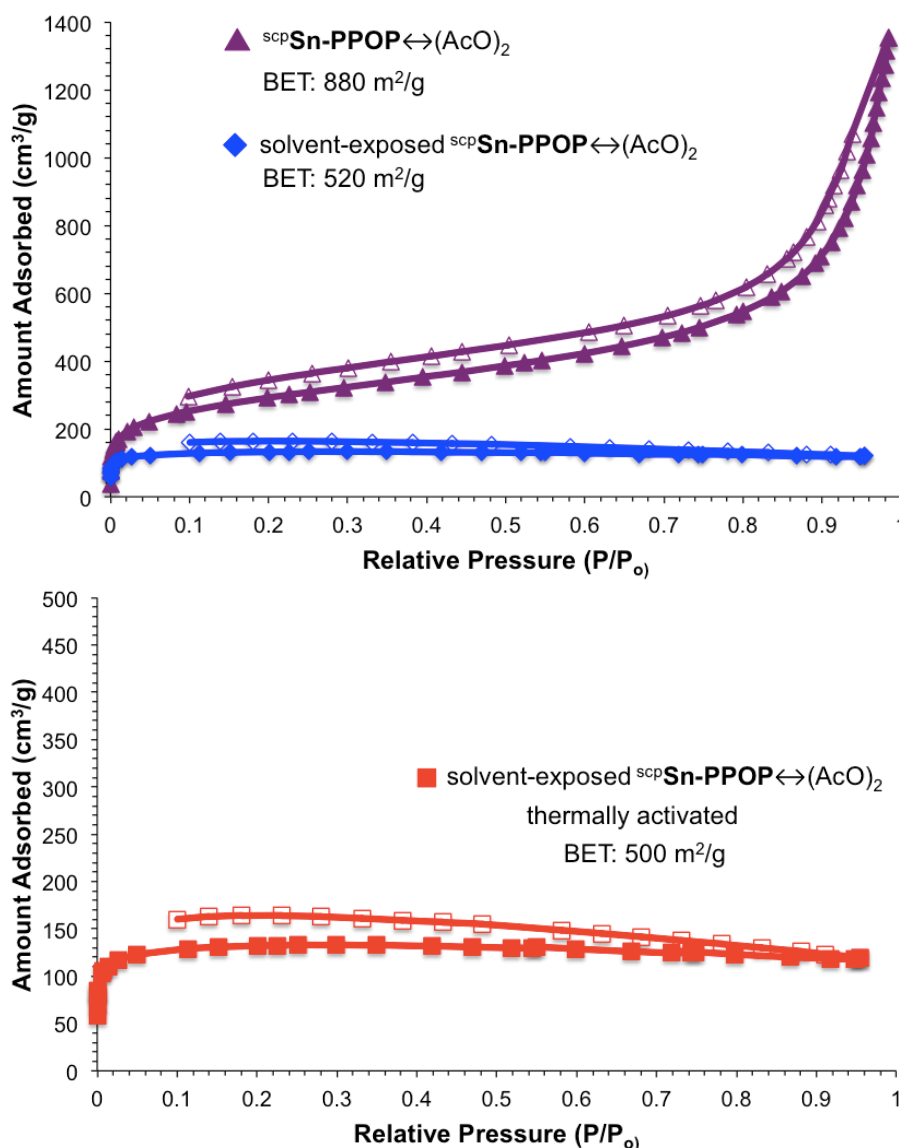 1400
1200
1000
800
600
400
200
0
Amount Adsorbed (cm³/g)
scpSn-PPOP↔(AcO)₂
BET: 880 m²/g
solvent-exposed scpSn-PPOP↔(AcO)₂
BET: 520 m²/g
0 0.1 0.2 0.3 0.4 0.5 0.6 0.7 0.8 0.9 1
Relative Pressure (P/Pₒ)
500
450
400
350
300
250
200
150
100
50
0
Amount Adsorbed (cm³/g)
solvent-exposed scpSn-PPOP↔(AcO)₂
thermally activated
BET: 500 m²/g
0 0.1 0.2 0.3 0.4 0.5 0.6 0.7 0.8 0.9 1
Relative Pressure (P/Pₒ)